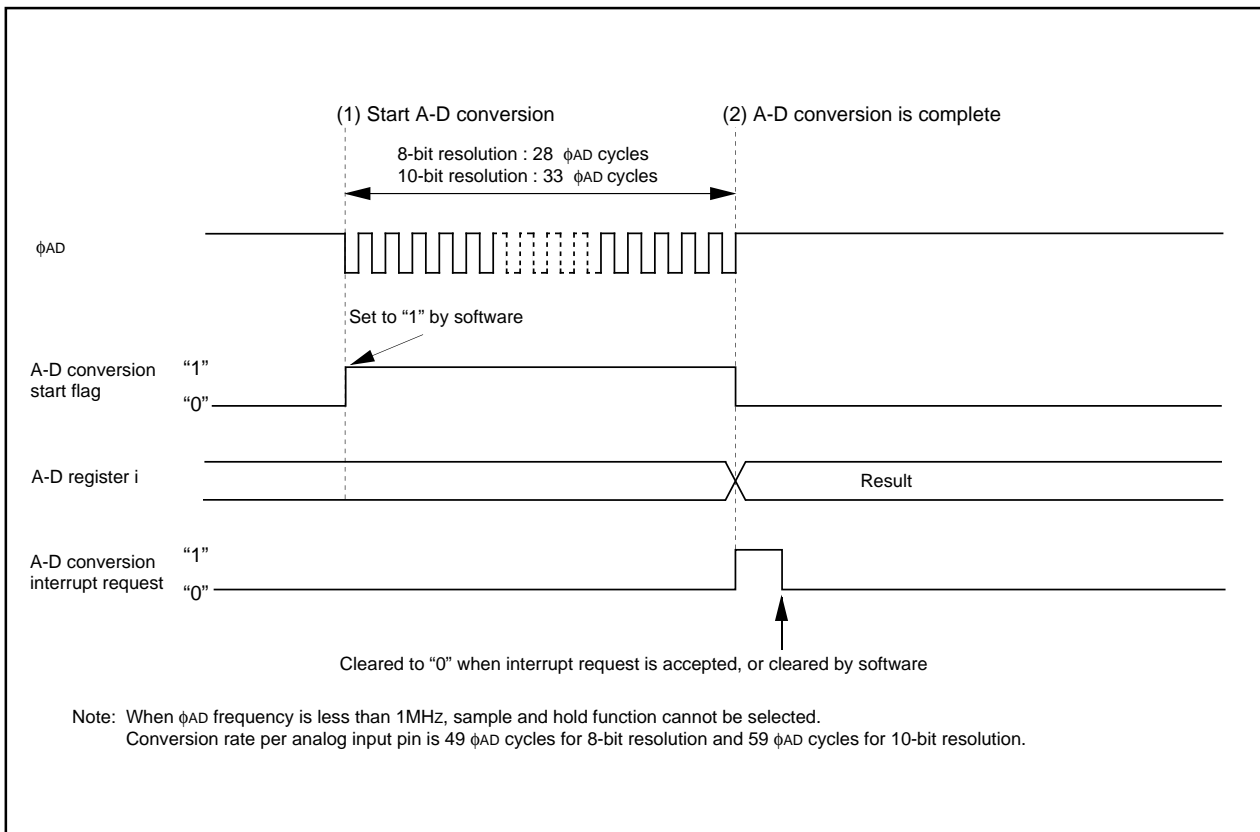 (1) Start A-D conversion
(2) A-D conversion is complete
8-bit resolution : 28 ϕAD cycles
10-bit resolution : 33 ϕAD cycles
ϕAD
Set to “1” by software
A-D conversion
start flag
“1”
“0”
A-D register i
Result
A-D conversion
interrupt request
“1”
“0”
Cleared to “0” when interrupt request is accepted, or cleared by software
Note: When ϕAD frequency is less than 1MHZ, sample and hold function cannot be selected.
Conversion rate per analog input pin is 49 ϕAD cycles for 8-bit resolution and 59 ϕAD cycles for 10-bit resolution.